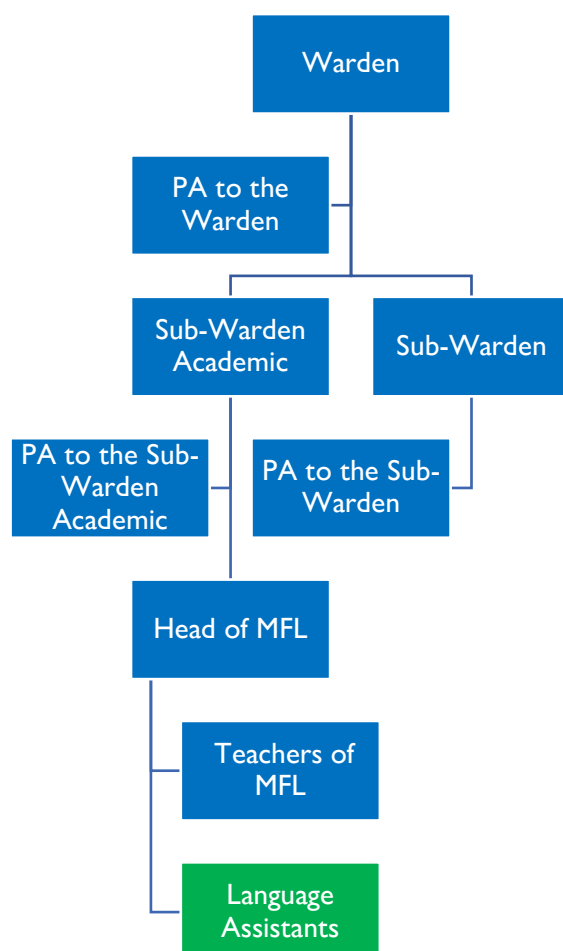 Warden
PA to the
Warden
Sub-Warden
Academic
Sub-Warden
PA to the Sub-
Warden
Academic
PA to the Sub-
Warden
Head of MFL
Teachers of
MFL
Language
Assistants